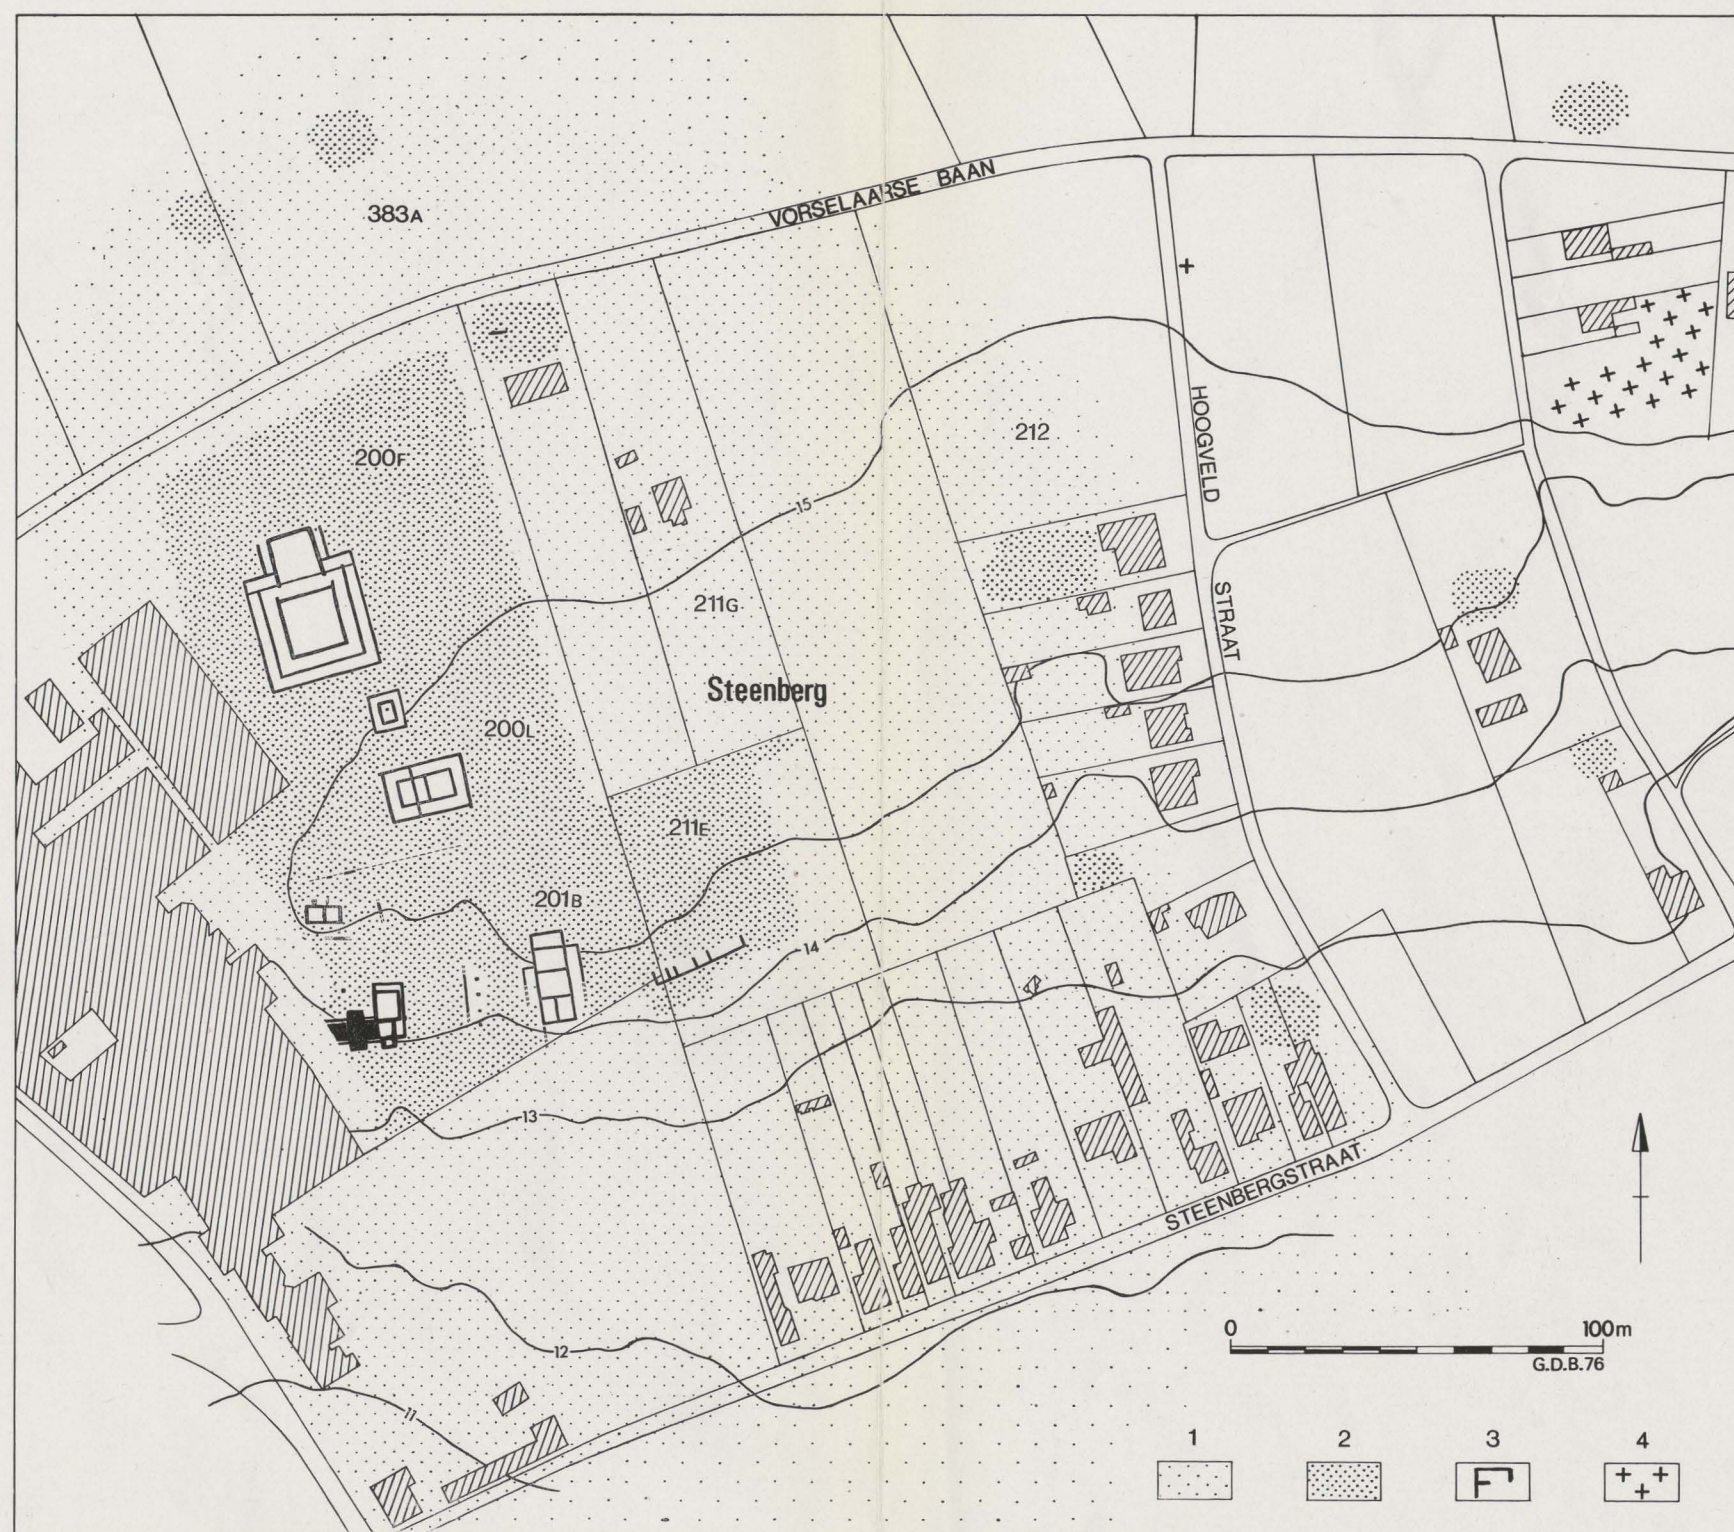 383A
VORSELAARSE BAAN
200F
212
HOOGVELD
STRAAT
15
211G
Steenberg
200L
211E
201B
14
13
STEENBERGSTRAAT
12
11
0 100m
G.D.B.76
1 2 3 4